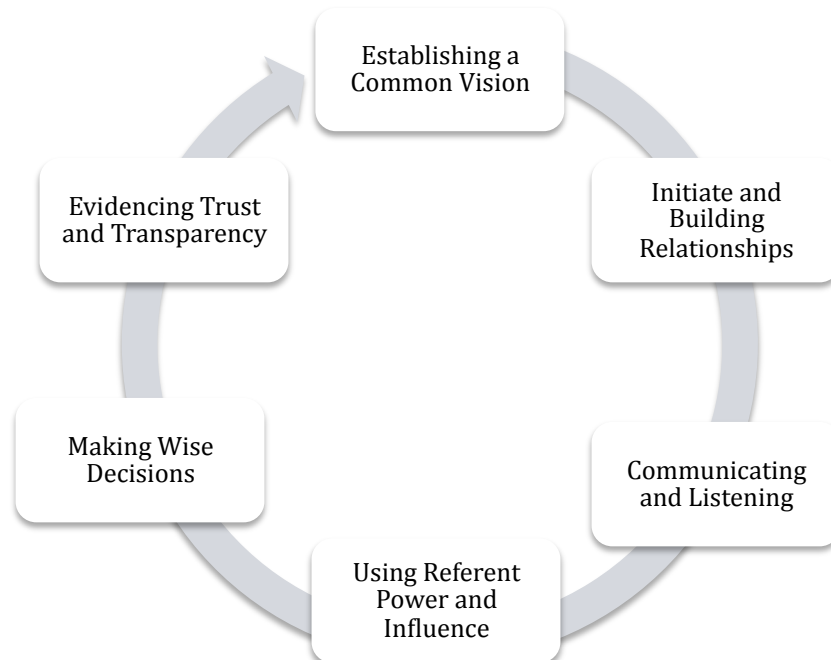 Establishing a
Common Vision
Initiate and
Building
Relationships
Communicating
and Listening
Using Referent
Power and
Influence
Making Wise
Decisions
Evidencing Trust
and Transparency